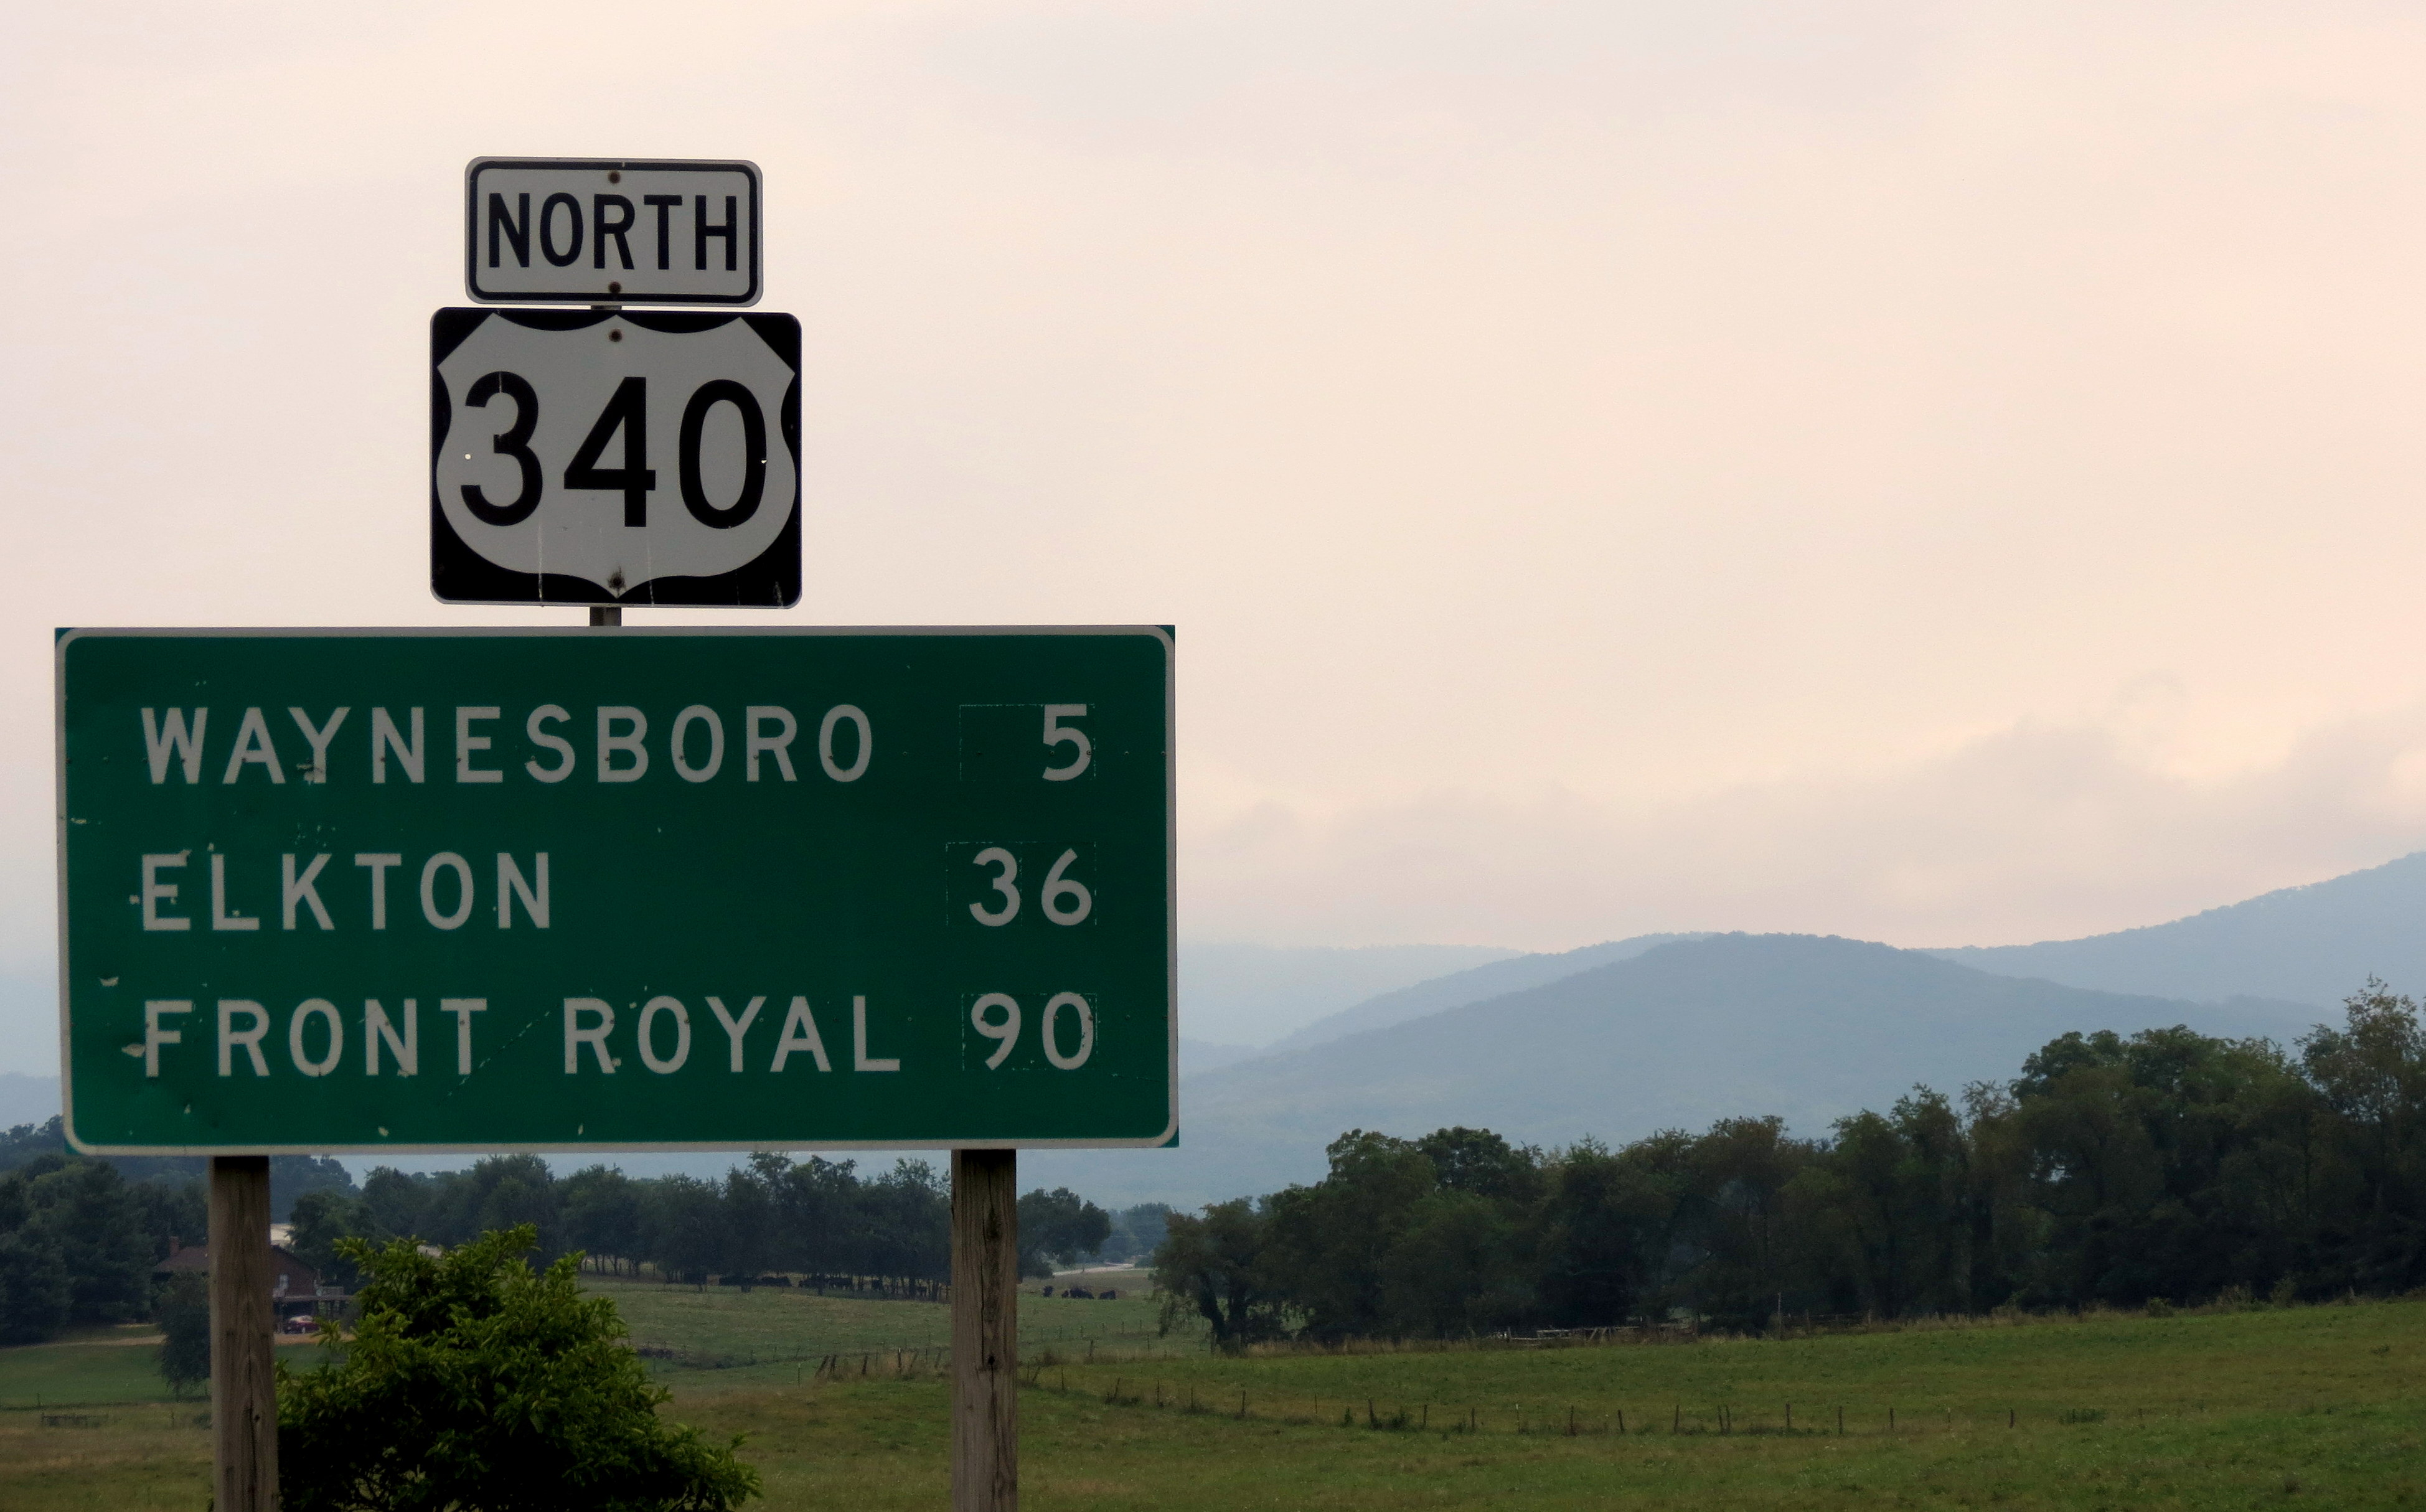 NORTH
340
WAYNESBORO 5
ELKTON 36
FRONT ROYAL 90